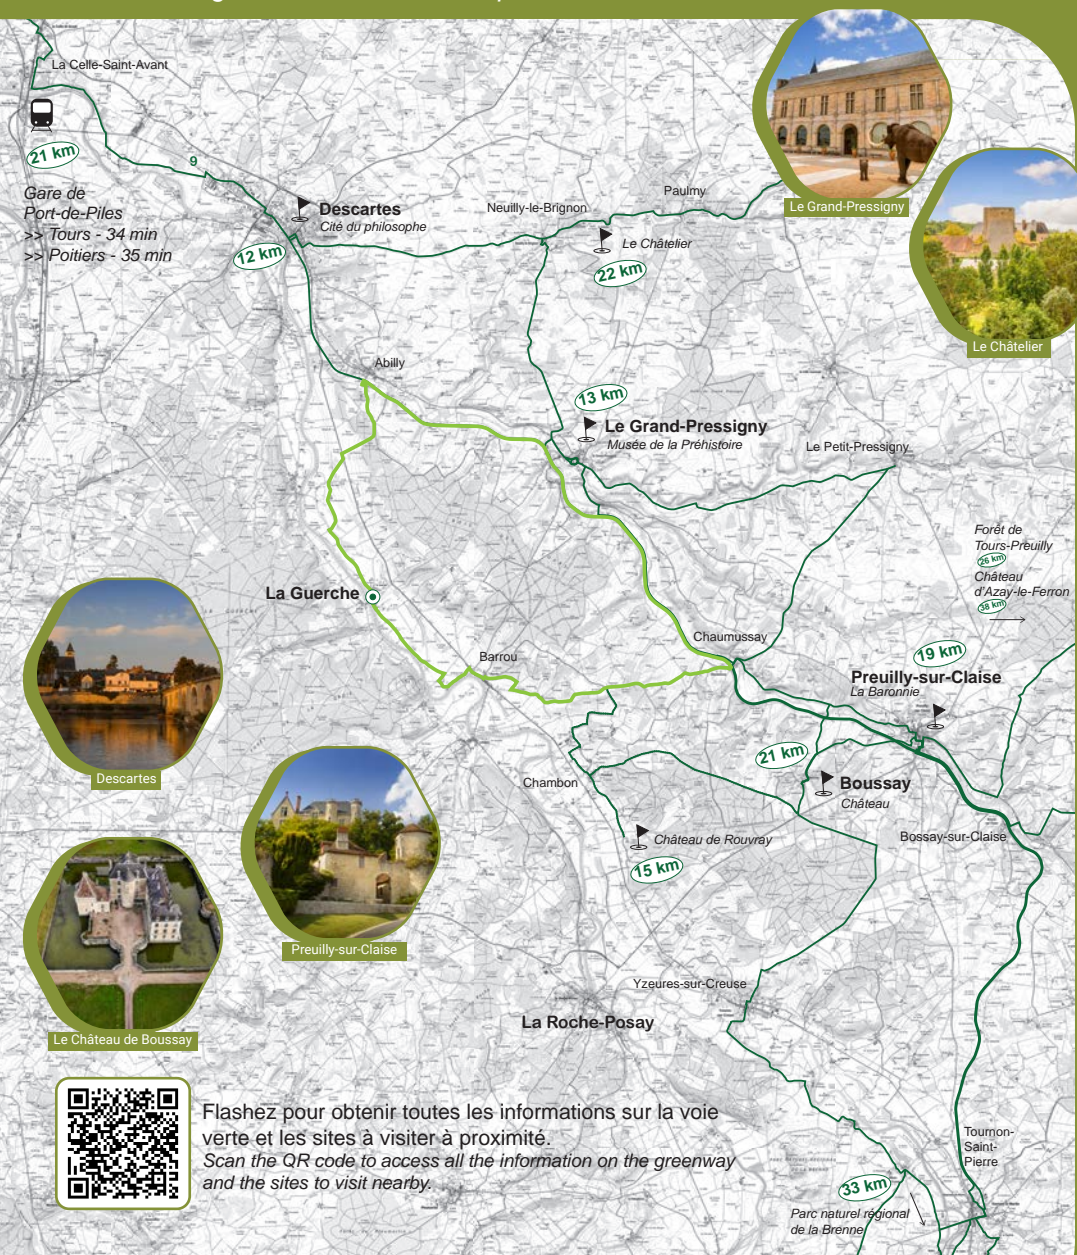 La Celle-Saint-Avant
21 km
9
Gare de
Port-de-Piles
>> Tours - 34 min
>> Poitiers - 35 min
Descartes
Cité du philosophe
12 km
Neuilly-le-Brignon
Paulmy
Le Châtelier
22 km
Le Grand-Pressigny
Le Châtelier
Abilly
13 km
Le Grand-Pressigny
Musée de la Préhistoire
Le Petit-Pressigny
Forêt de
Tours-Preuilly
26 km
Château
d'Azay-le-Ferron
38 km
La Guerche
Barrou
Chaumussay
19 km
Preuilly-sur-Claise
La Baronnie
21 km
Boussay
Château
Chambon
Bossay-sur-Claise
Château de Rouvray
15 km
Descartes
Preuilly-sur-Claise
Le Château de Boussay
Yzeures-sur-Creuse
La Roche-Posay
Tournon-
Saint-
Pierre
33 km
Parc naturel régional
de la Brenne
Flashez pour obtenir toutes les informations sur la voie
verte et les sites à visiter à proximité.
Scan the QR code to access all the information on the greenway
and the sites to visit nearby.